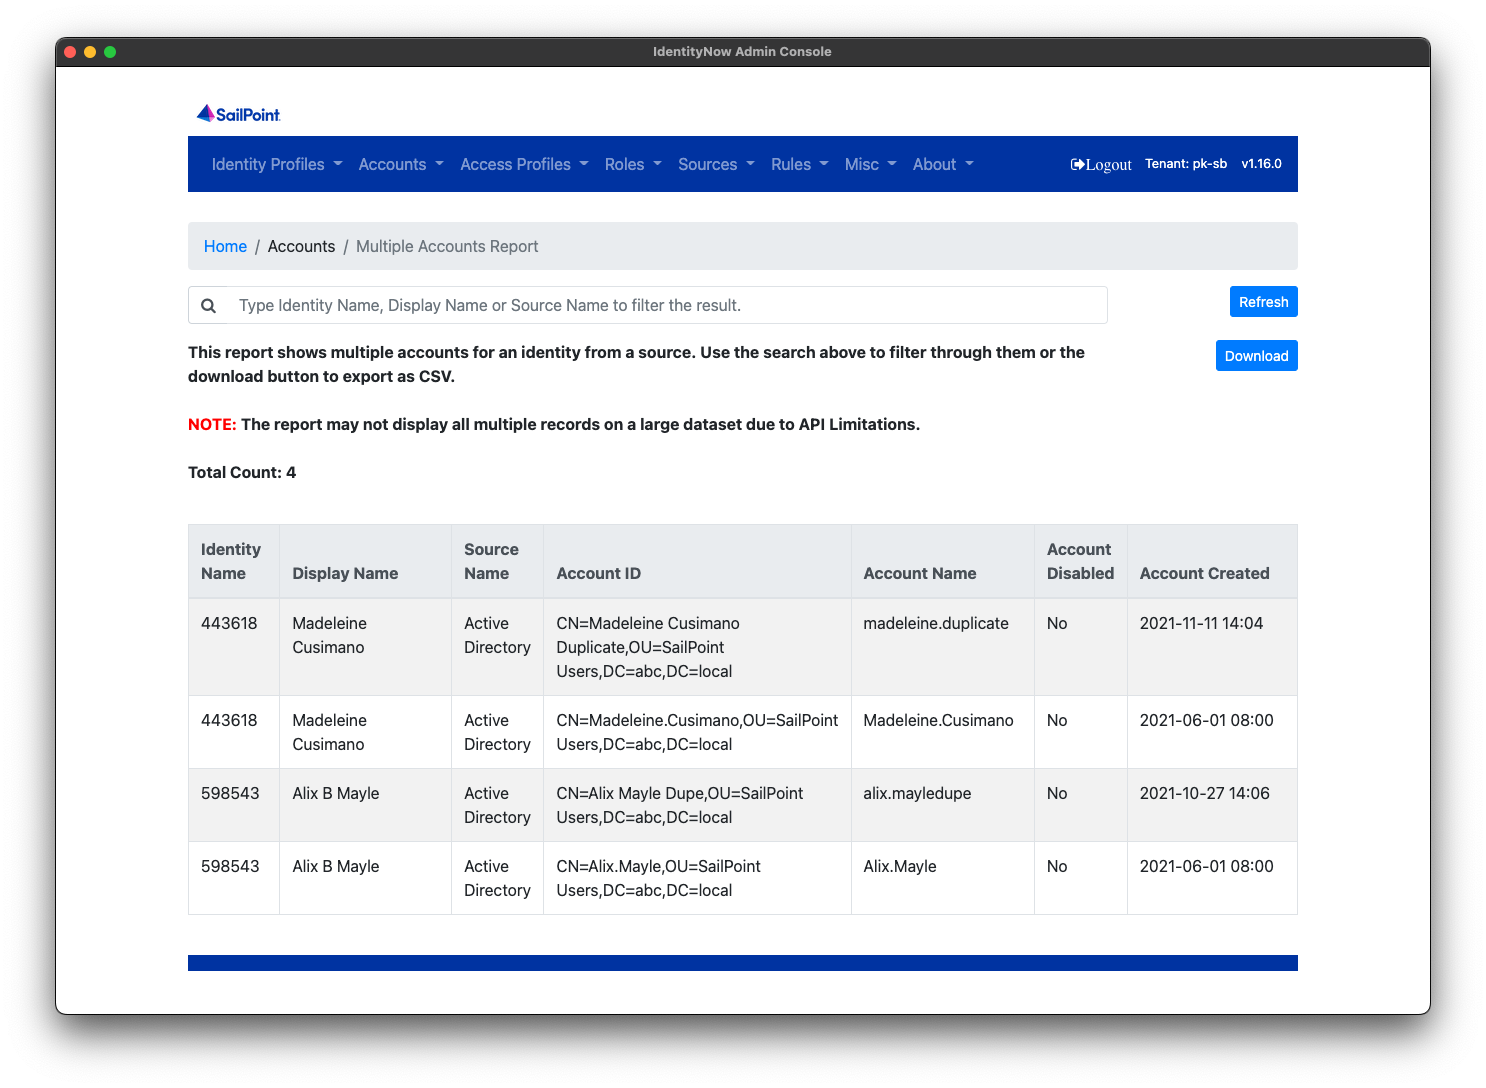 IdentityNow Admin Console
SailPoint
Identity Profiles Accounts Access Profiles Roles Sources Rules Misc About Logout Tenant: pk-sb v1.16.0
Home / Accounts / Multiple Accounts Report
Type Identity Name, Display Name or Source Name to filter the result.
Refresh
This report shows multiple accounts for an identity from a source. Use the search above to filter through them or the
download button to export as CSV.
Download
NOTE: The report may not display all multiple records on a large dataset due to API Limitations.
Total Count: 4
Identity
Name
Display Name
Source
Name
Account ID
Account Name
Account
Disabled
Account Created
443618
Madeleine
Cusimano
Active
Directory
CN=Madeleine Cusimano
Duplicate,OU=SailPoint
Users,DC=abc,DC=local
madeleine.duplicate
No
2021-11-11 14:04
443618
Madeleine
Cusimano
Active
Directory
CN=Madeleine.Cusimano,OU=SailPoint
Users,DC=abc,DC=local
Madeleine.Cusimano
No
2021-06-01 08:00
598543
Alix B Mayle
Active
Directory
CN=Alix Mayle Dupe,OU=SailPoint
Users,DC=abc,DC=local
alix.mayledupe
No
2021-10-27 14:06
598543
Alix B Mayle
Active
Directory
CN=Alix.Mayle,OU=SailPoint
Users,DC=abc,DC=local
Alix.Mayle
No
2021-06-01 08:00